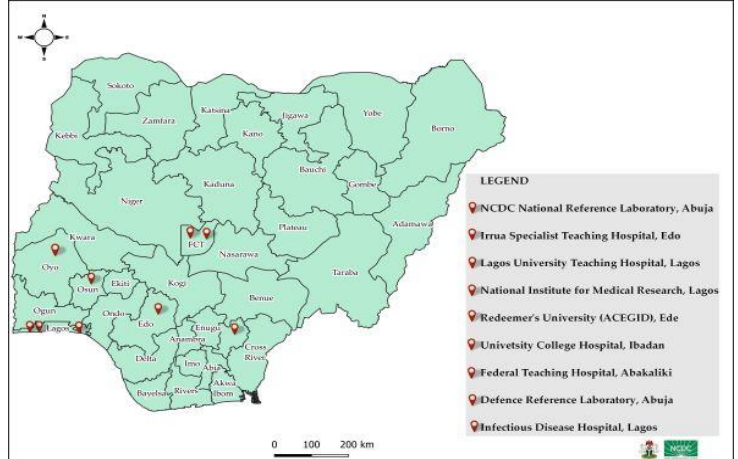 N
W
E
S
Sokoto
Katsina
Jigawa
Yobe
Borno
Zamfara
Kano
Kebbi
Kaduna
Bauchi
Gombe
Niger
Adamawa
Plateau
Kwara
FCT
Nasarawa
Oyo
Taraba
Osun
Ekiti
Kogi
Benue
Ogun
Ondo
Edo
Lagos
Enugu
Anambra
Cross
River
Delta
Imo
Abia
Akwa
Ibom
Bayelsa
Rivers
LEGEND
NCDC National Reference Laboratory, Abuja
Irrua Specialist Teaching Hospital, Edo
Lagos University Teaching Hospital, Lagos
National Institute for Medical Research, Lagos
Redeemer's University (ACEGID), Ede
Univetsity College Hospital, Ibadan
Federal Teaching Hospital, Abakaliki
Defence Reference Laboratory, Abuja
Infectious Disease Hospital, Lagos
0 100 200 km
NCDC